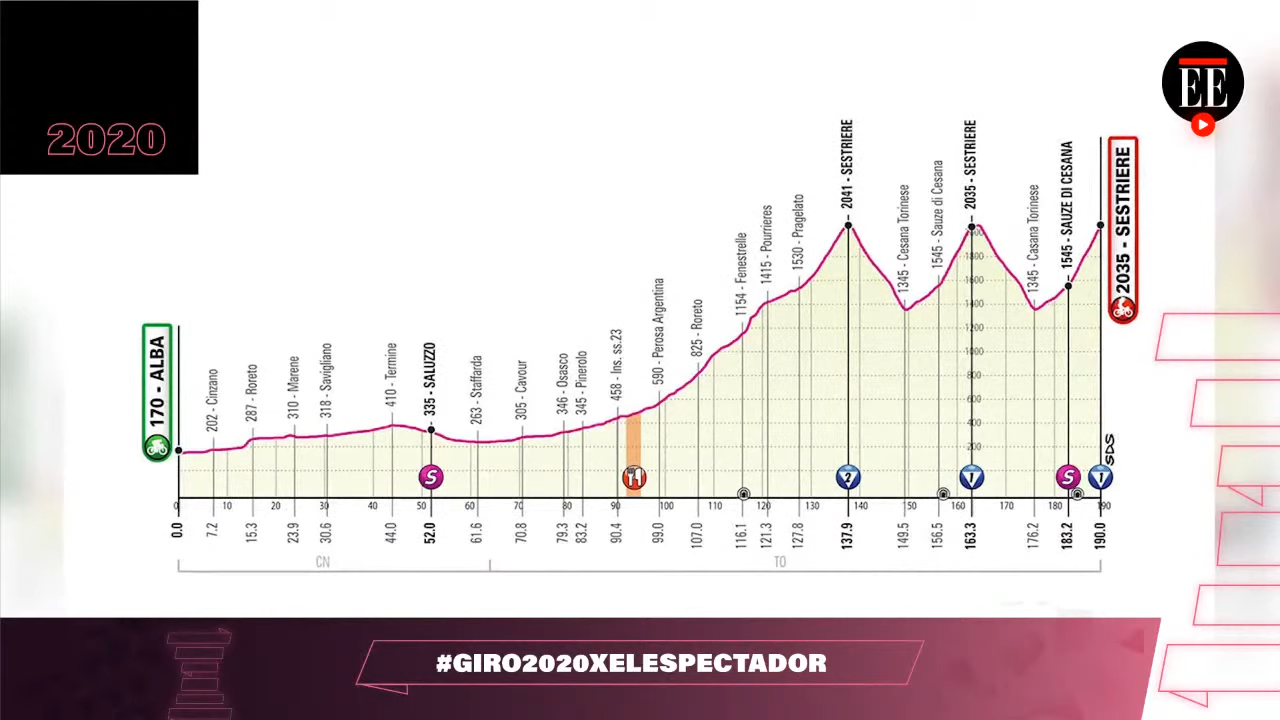 2020
EE
170 - ALBA
202 - Cinzano
287 - Roreto
310 - Marene
318 - Savigliano
410 - Termine
335 - SALUZZO
263 - Staffarda
305 - Cavour
346 - Osasco
345 - Pinerolo
458 - Ins. ss.23
590 - Perosa Argentina
825 - Roreto
1154 - Fenestrelle
1415 - Pourrieres
1530 - Pragelato
2041 - SESTRIERE
1345 - Cesana Torinese
1545 - Sauze di Cesana
2035 - SESTRIERE
1345 - Casana Torinese
1545 - SAUZE DI CESANA
2035 - SESTRIERE
1800
1600
1400
1200
1000
800
600
400
200
SDS
S 2 1 S 1
0 10 20 30 40 50 60 70 80 90 100 110 120 130 140 50 160 170 180 190
0.0 7.2 15.3 23.9 30.6 44.0 52.0 61.6 70.8 79.3 83.2 90.4 99.0 107.0 116.1 121.3 127.8 137.9 149.5 156.5 163.3 176.2 183.2 190.0
CN TO
#GIRO2020XELESPECTADOR